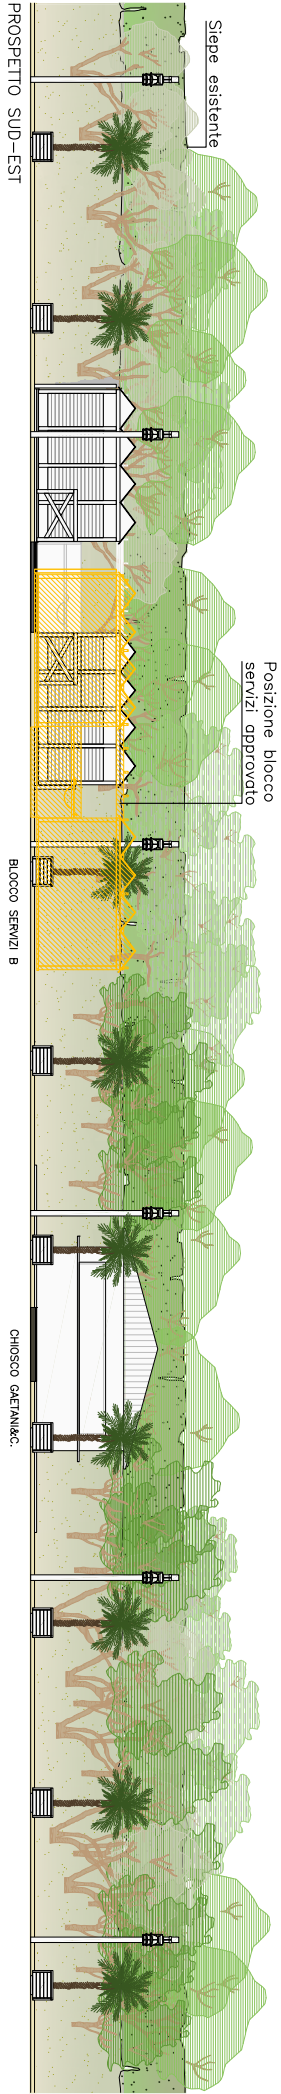 Siepe esistente
Posizione blocco
servizi approvato
PROSPETTO SUD-EST
BLOCCO SERVIZI B
CHIOSCO GAETANI&C.